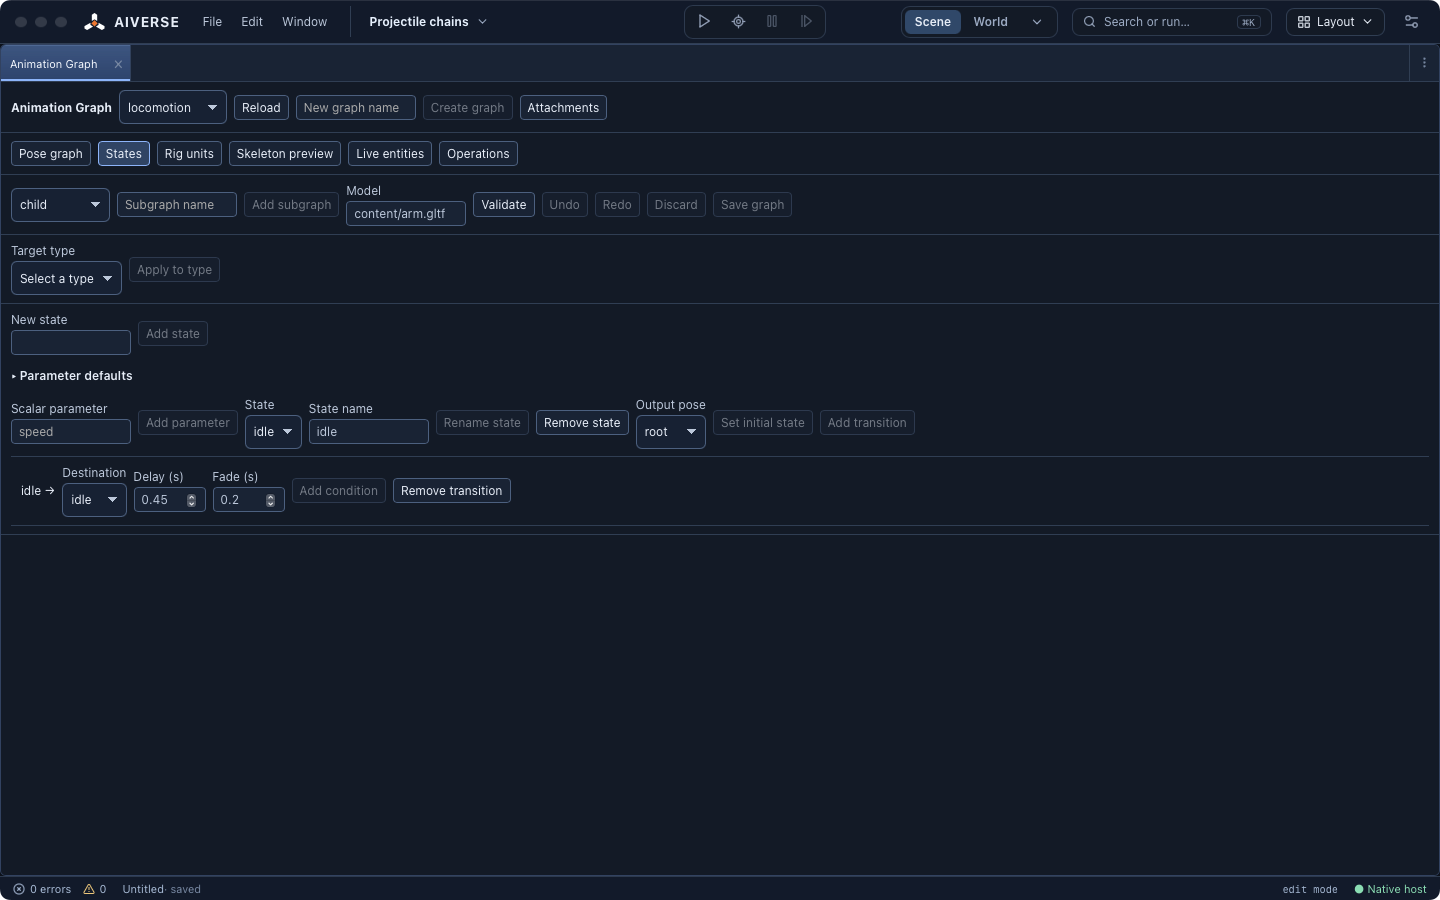 AIVERSE File Edit Window Projectile chains Scene World Search or run... ⌘K Layout
Animation Graph
Animation Graph locomotion Reload New graph name Create graph Attachments
Pose graph States Rig units Skeleton preview Live entities Operations
Model
child Subgraph name Add subgraph content/arm.gltf Validate Undo Redo Discard Save graph
Target type
Select a type Apply to type
New state
Add state
Parameter defaults
Scalar parameter State State name Output pose
speed Add parameter idle idle Rename state Remove state root Set initial state Add transition
Destination Delay (s) Fade (s)
idle → idle 0.45 0.2 Add condition Remove transition
0 errors 0 Untitled · saved edit mode Native host